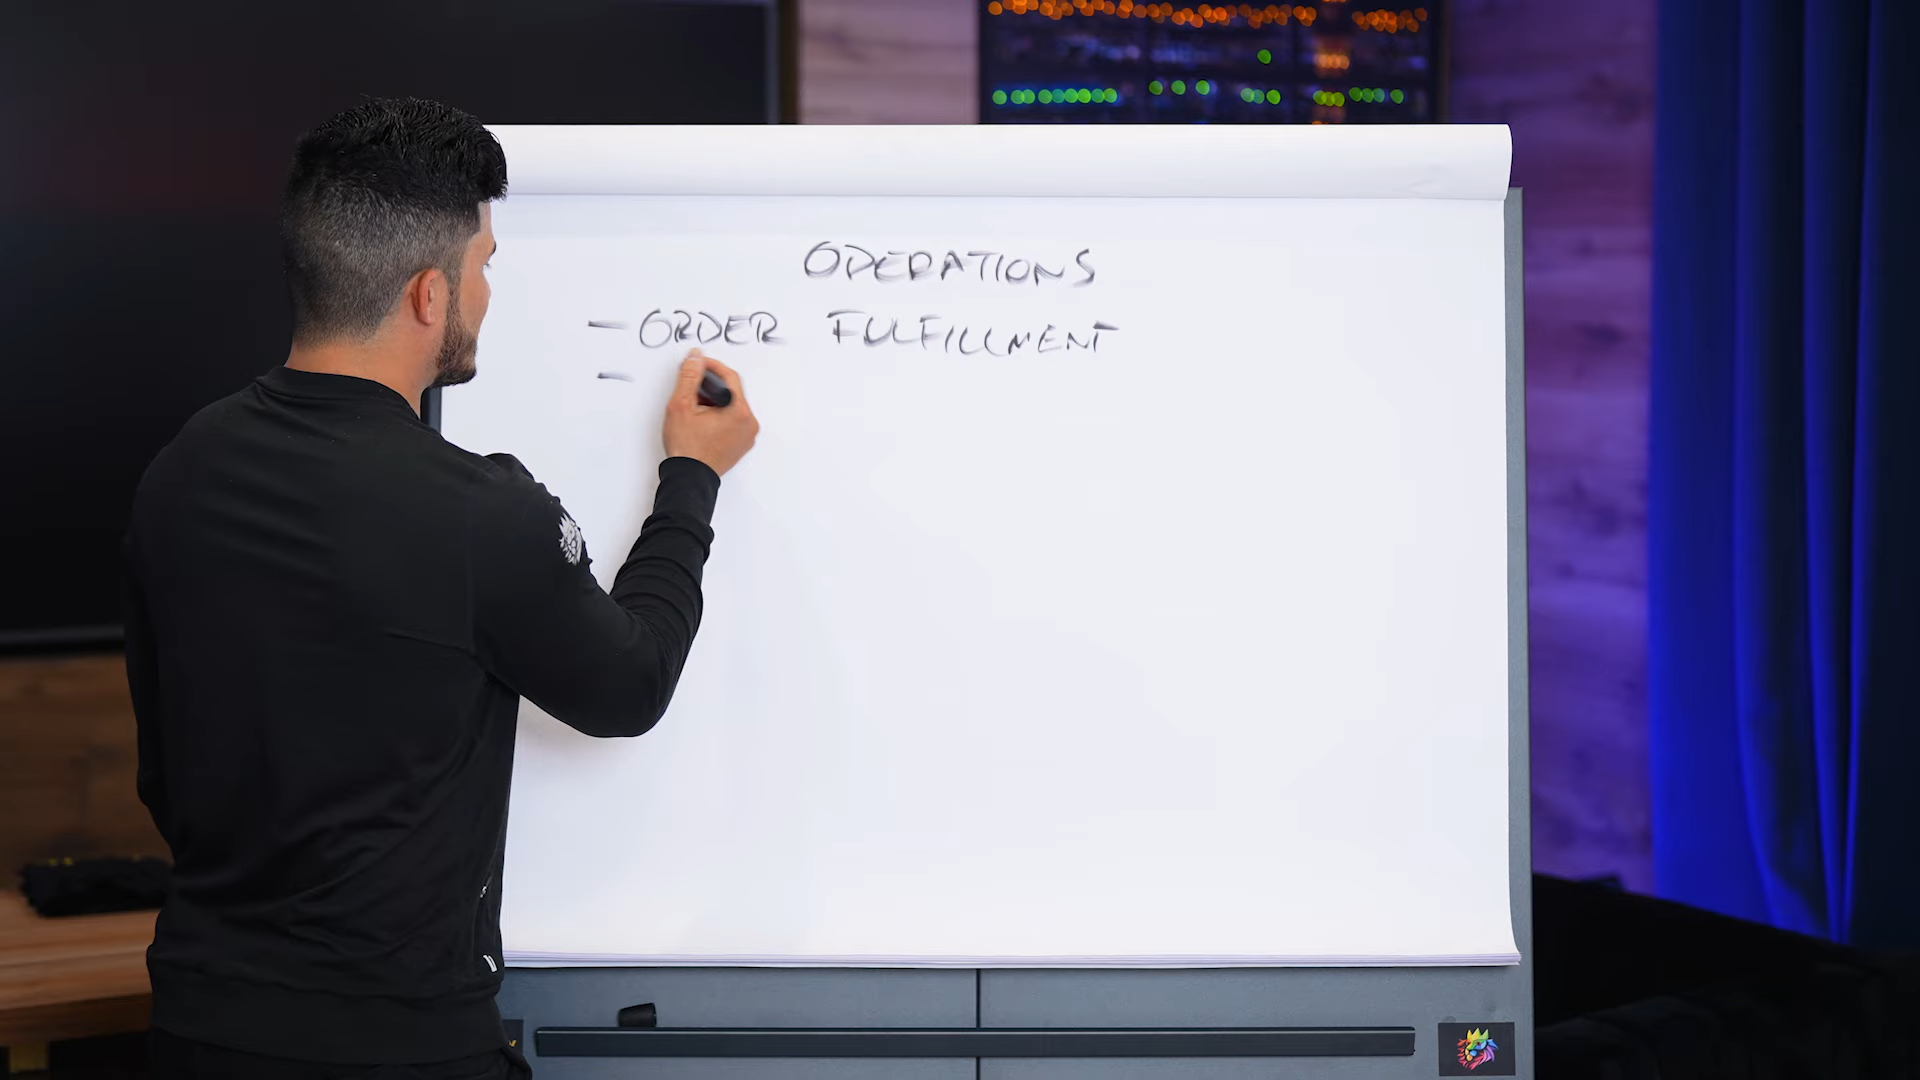 OPERATIONS
- ORDER FULFILLMENT
-